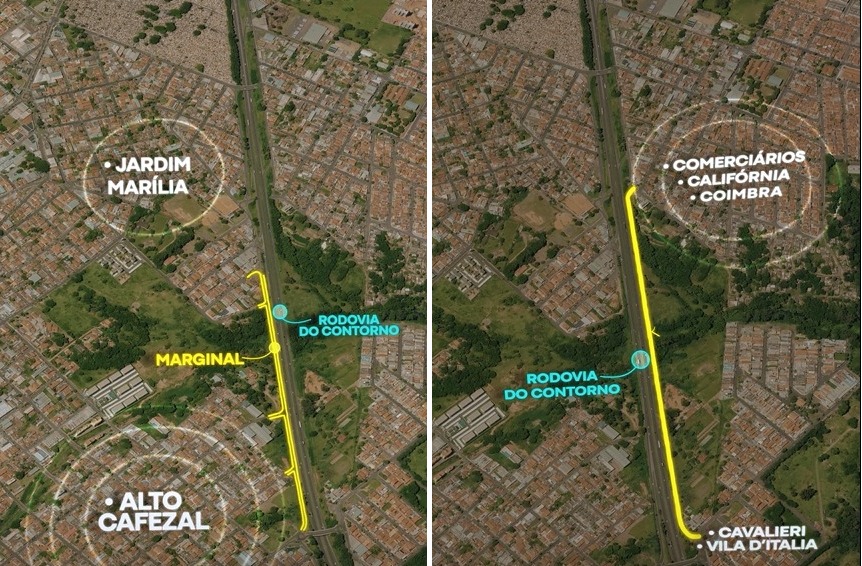 • JARDIM
MARÍLIA
RODOVIA
DO CONTORNO
MARGINAL
• ALTO
CAFEZAL
• COMERCIÁRIOS
• CALIFÓRNIA
• COIMBRA
RODOVIA
DO CONTORNO
• CAVALIERI
• VILA D'ITALIA